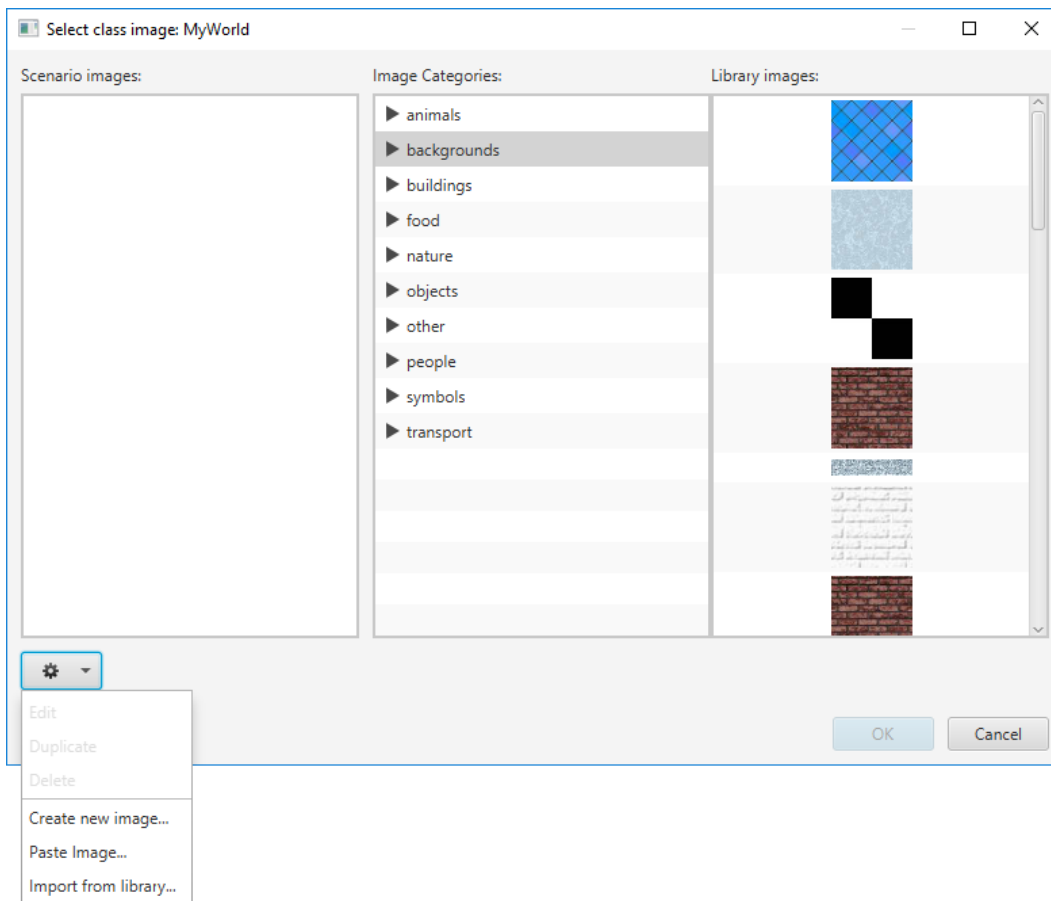 Select class image: MyWorld
Scenario images:
Image Categories:
Library images:
animals
backgrounds
buildings
food
nature
objects
other
people
symbols
transport
Edit
Duplicate
Delete
Create new image...
Paste Image...
Import from library...
OK
Cancel